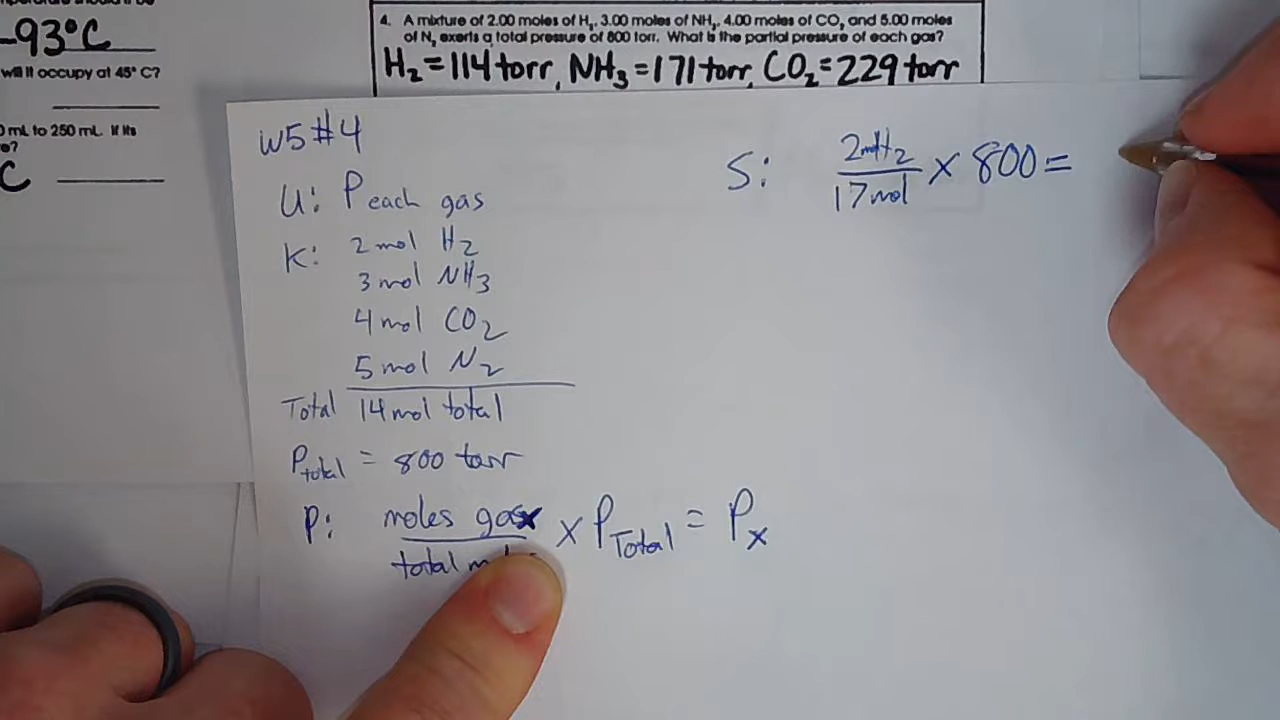 -93°C
will it occupy at 45° C?
0 mL to 250 mL. If its
e?
C
4. A mixture of 2.00 moles of H₂, 3.00 moles of NH₃, 4.00 moles of CO₂ and 5.00 moles
of N₂ exerts a total pressure of 800 torr. What is the partial pressure of each gas?
H₂=114 torr, NH₃=171 torr, CO₂=229 torr
W5#4
U: P each gas
K: 2 mol H₂
3 mol NH₃
4 mol CO₂
5 mol N₂
Total 14 mol total
Ptotal = 800 torr
P: moles gas x
total
x PTotal = Px
S: 2 mol H₂
17 mol
x 800 =